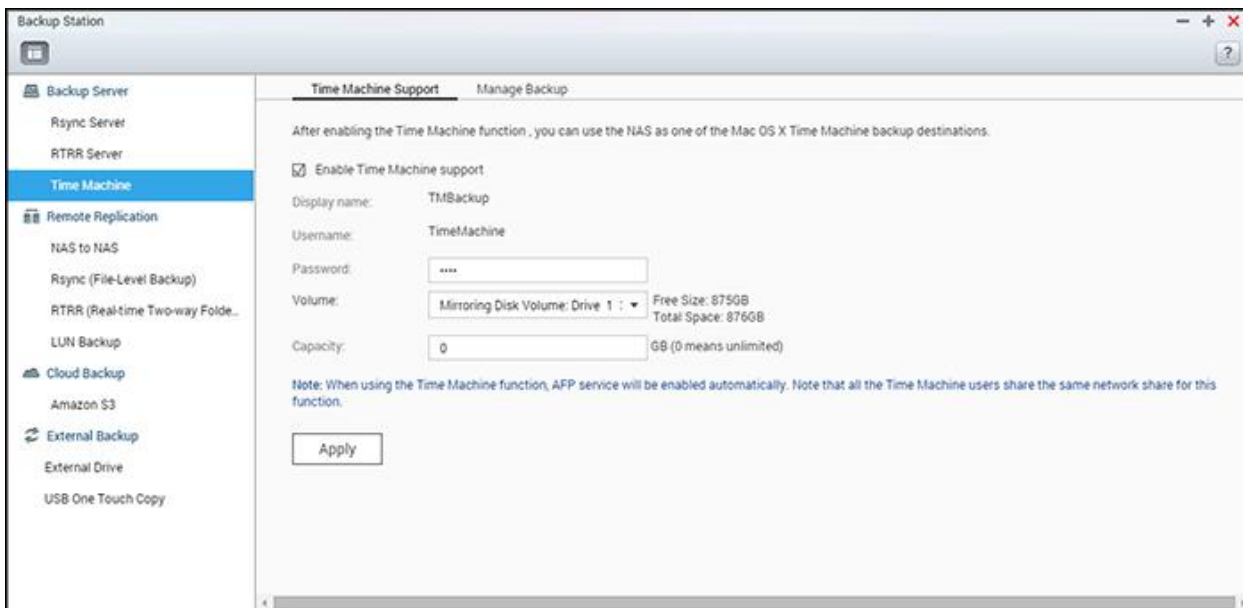 Backup Station
?
Backup Server
Rsync Server
RTRR Server
Time Machine
Remote Replication
NAS to NAS
Rsync (File-Level Backup)
RTRR (Real-time Two-way Folde...
LUN Backup
Cloud Backup
Amazon S3
External Backup
External Drive
USB One Touch Copy
Time Machine Support
Manage Backup
After enabling the Time Machine function , you can use the NAS as one of the Mac OS X Time Machine backup destinations.
Enable Time Machine support
Display name: TMBackup
Username: TimeMachine
Password: ••••
Volume: Mirroring Disk Volume: Drive 1 : Free Size: 875GB
Total Space: 876GB
Capacity: 0 GB (0 means unlimited)
Note: When using the Time Machine function, AFP service will be enabled automatically. Note that all the Time Machine users share the same network share for this
function.
Apply